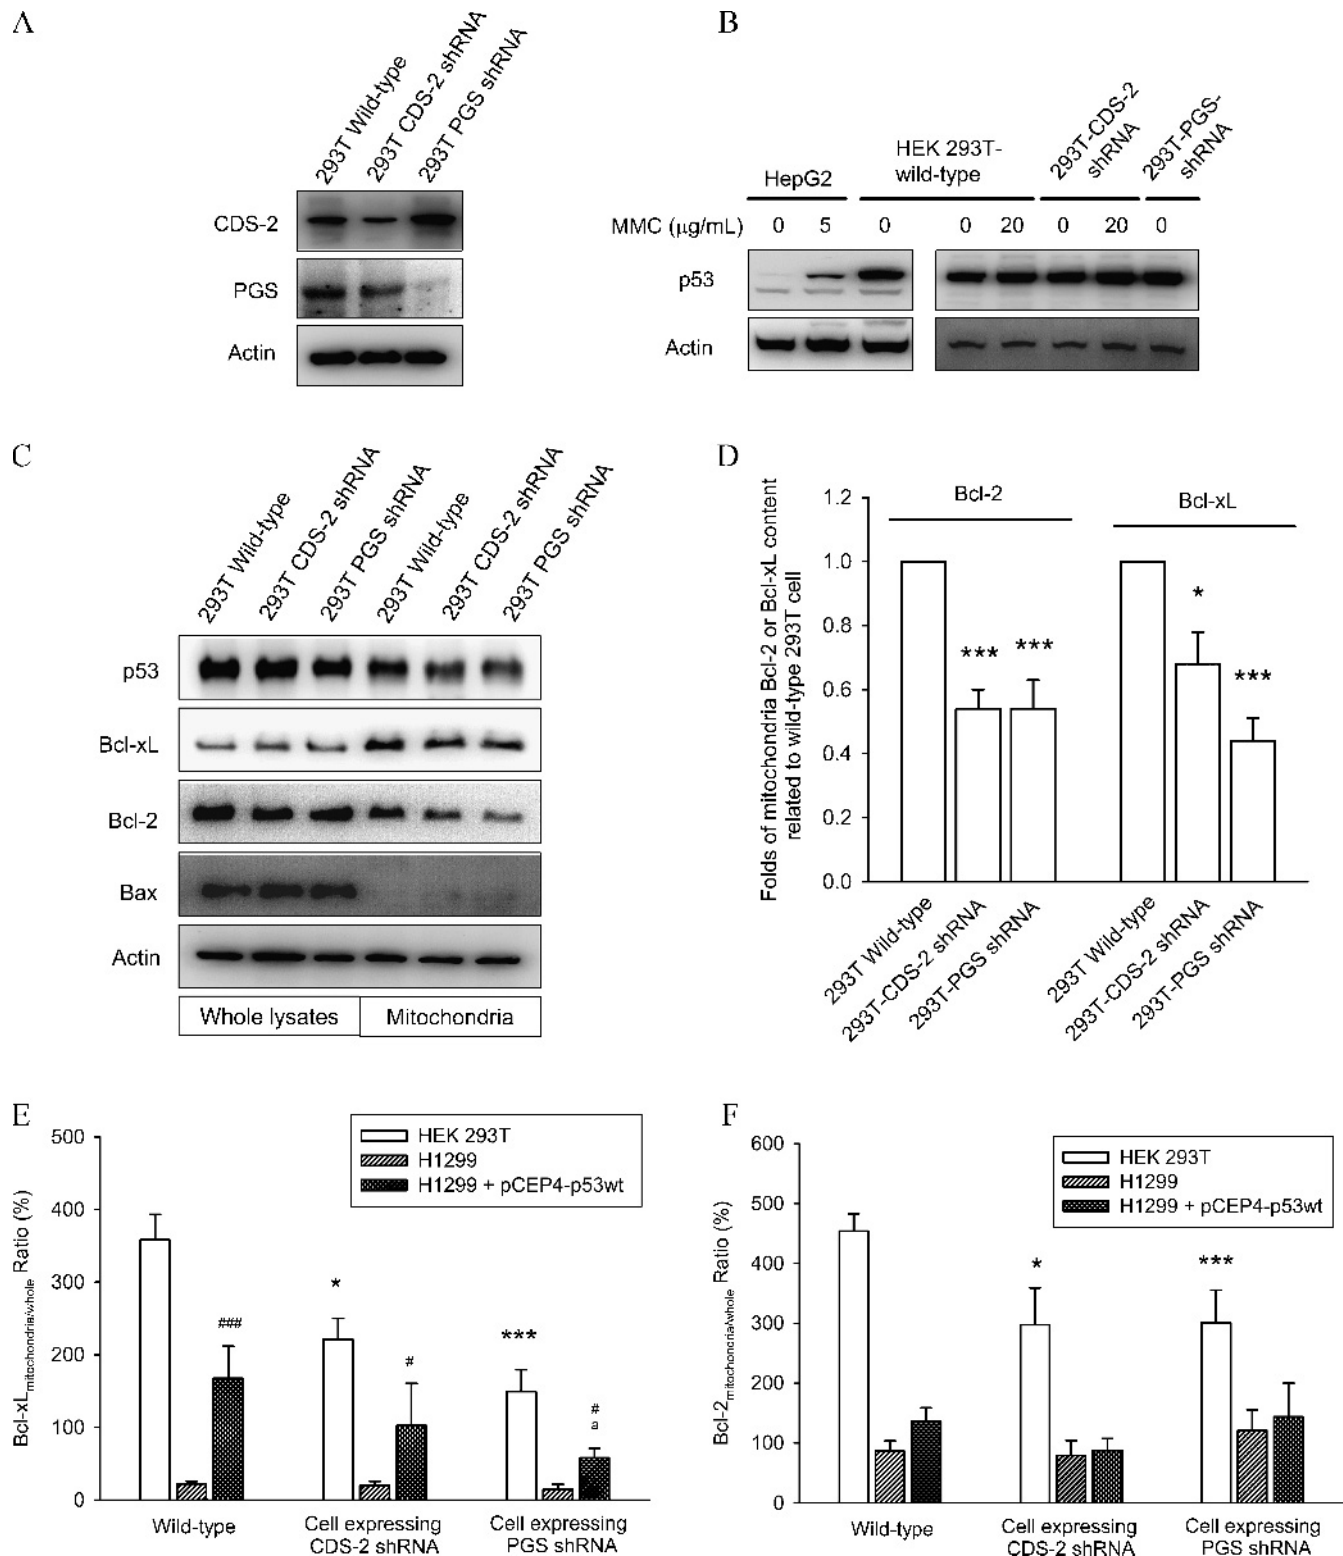 A
293T Wild-type
293T CDS-2 shRNA
293T PGS shRNA
CDS-2
PGS
Actin
B
HepG2
HEK 293T-
wild-type
293T-CDS-2
shRNA
293T-PGS-
shRNA
MMC (µg/mL) 0 5 0 0 20 0 20 0
p53
Actin
C
293T Wild-type
293T CDS-2 shRNA
293T PGS shRNA
293T Wild-type
293T CDS-2 shRNA
293T PGS shRNA
p53
Bcl-xL
Bcl-2
Bax
Actin
Whole lysates Mitochondria
D
Folds of mitochondria Bcl-2 or Bcl-xL content
related to wild-type 293T cell
1.2
1.0
0.8
0.6
0.4
0.2
0.0
Bcl-2
Bcl-xL
***
***
*
***
293T Wild-type
293T-CDS-2 shRNA
293T-PGS shRNA
293T Wild-type
293T-CDS-2 shRNA
293T-PGS shRNA
E
Bcl-xLmitochondria/whole Ratio (%)
500
400
300
200
100
0
HEK 293T
H1299
H1299 + pCEP4-p53wt
###
*
#
***
#
a
Wild-type
Cell expressing
CDS-2 shRNA
Cell expressing
PGS shRNA
F
Bcl-2mitochondria/whole Ratio (%)
600
500
400
300
200
100
0
HEK 293T
H1299
H1299 + pCEP4-p53wt
*
***
Wild-type
Cell expressing
CDS-2 shRNA
Cell expressing
PGS shRNA